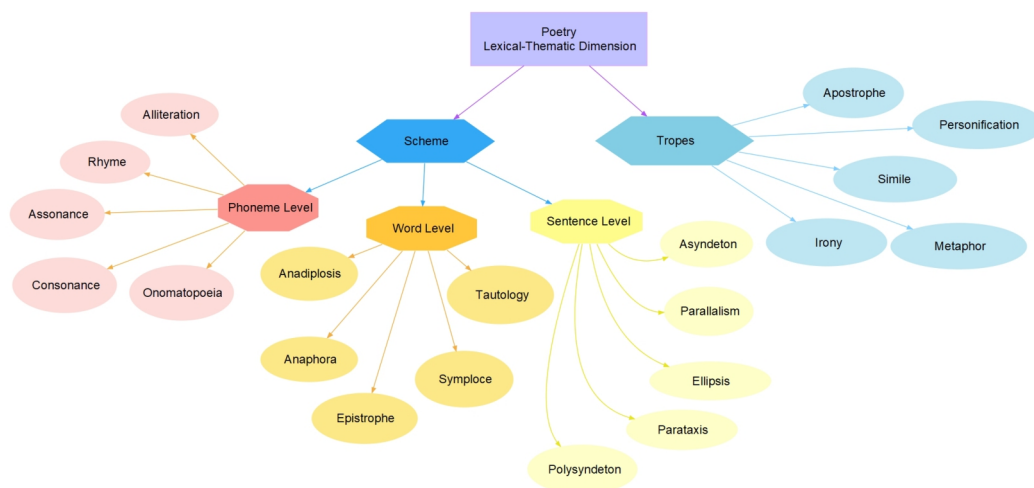 Poetry
Lexical-Thematic Dimension
Scheme
Tropes
Phoneme Level
Word Level
Sentence Level
Alliteration
Rhyme
Assonance
Consonance
Onomatopoeia
Anadiplosis
Anaphora
Epistrophe
Symploce
Tautology
Asyndeton
Parallalism
Ellipsis
Parataxis
Polysyndeton
Apostrophe
Personification
Simile
Metaphor
Irony